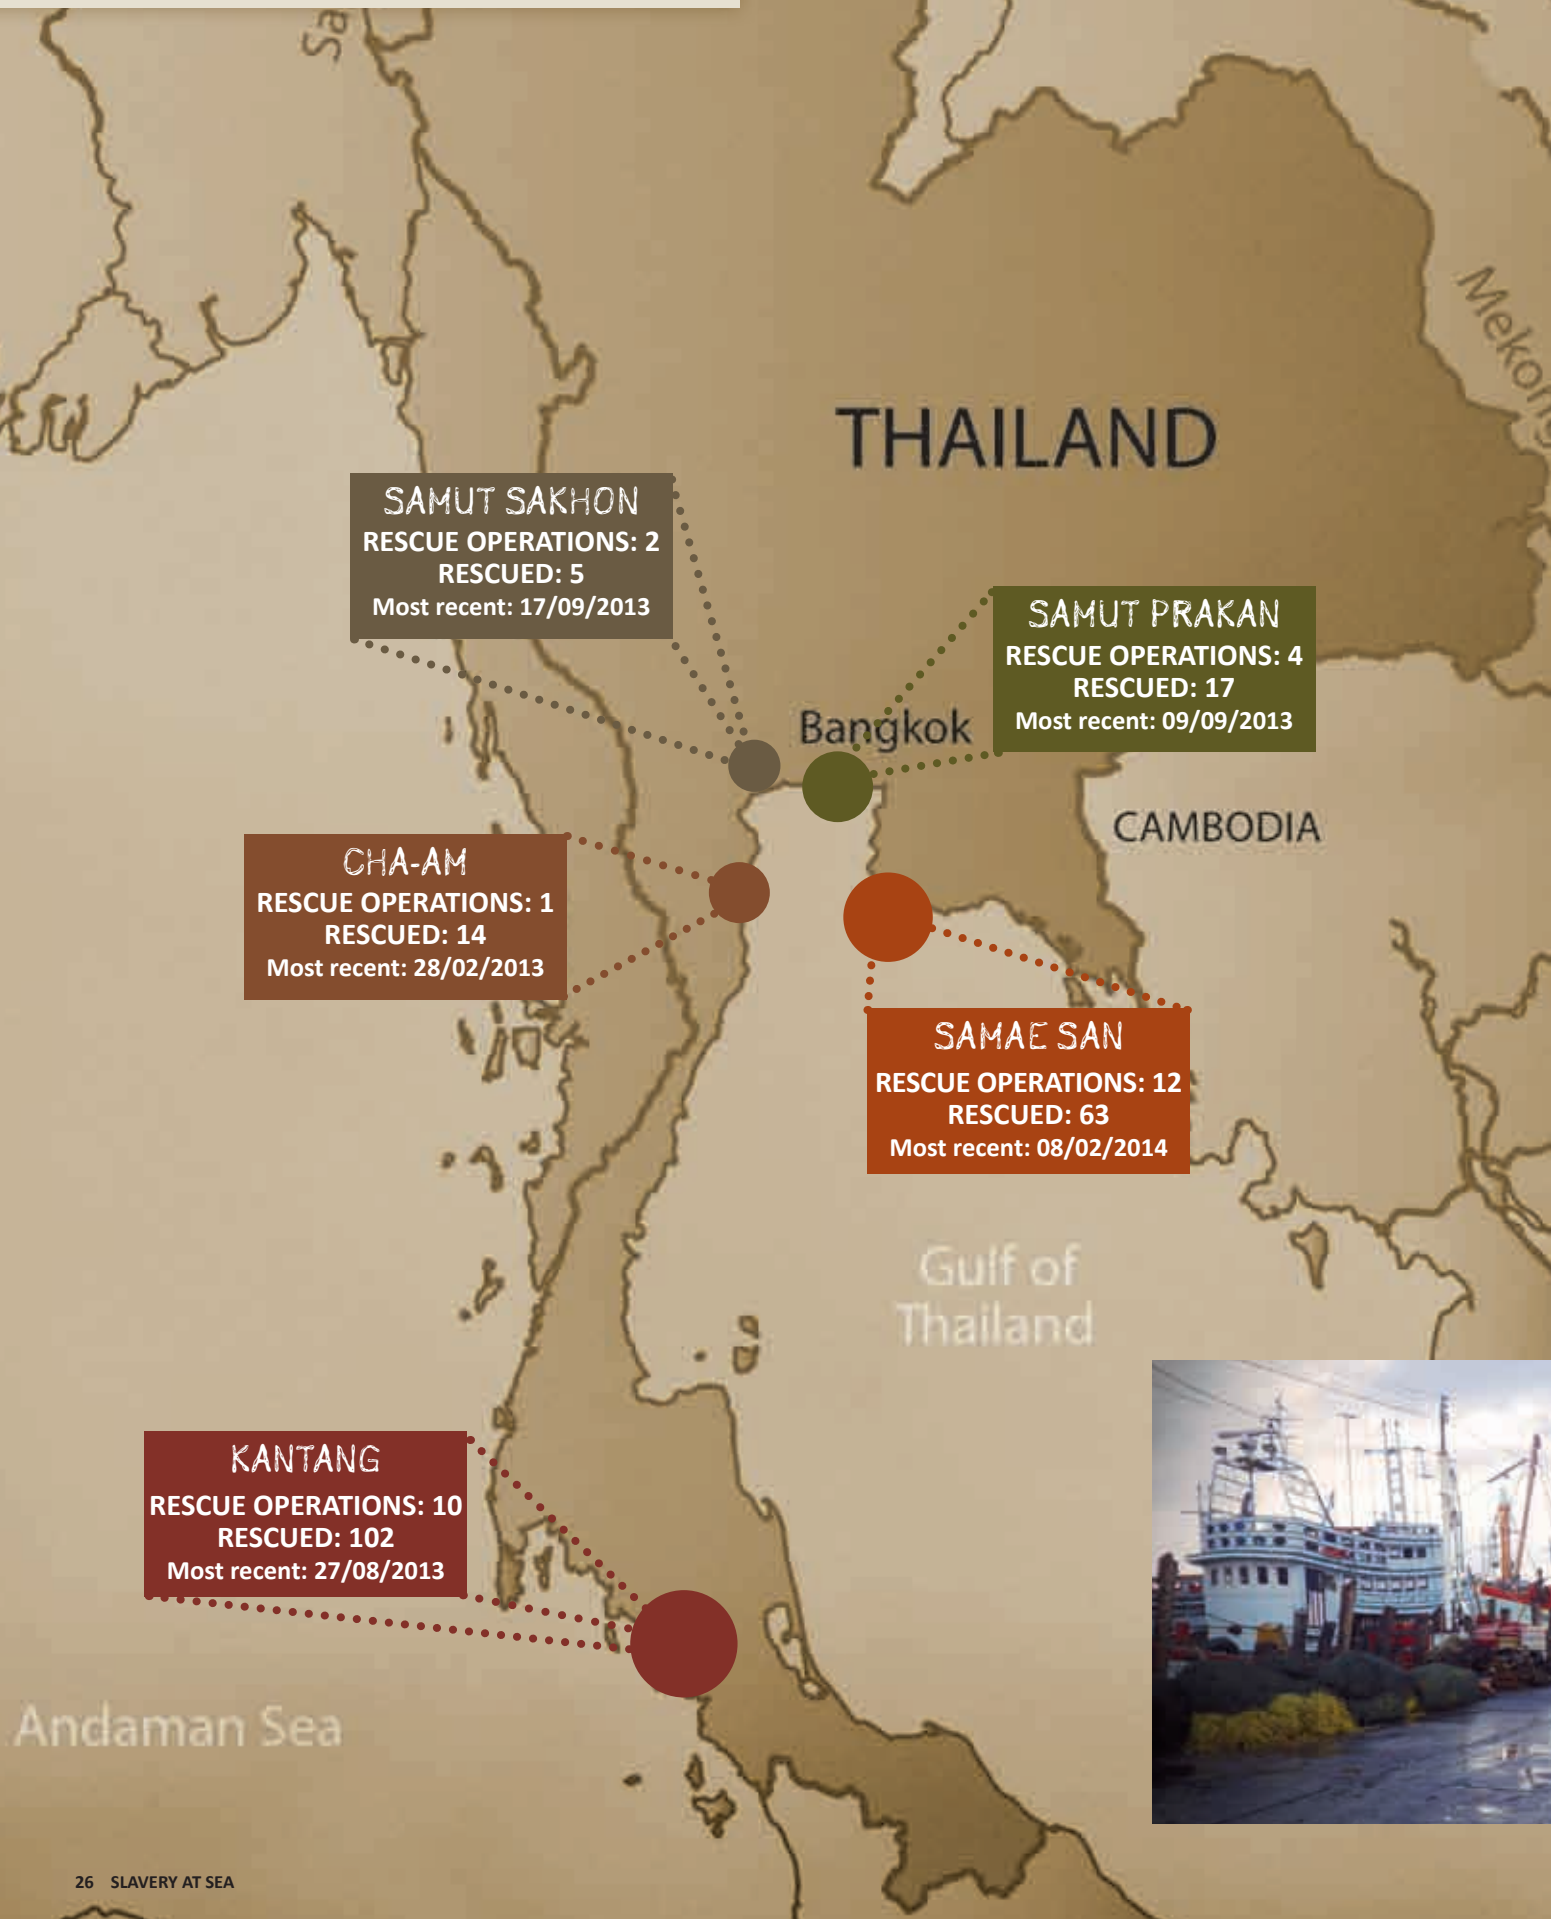 Sa
THAILAND
Mekong
SAMUT SAKHON
RESCUE OPERATIONS: 2
RESCUED: 5
Most recent: 17/09/2013
SAMUT PRAKAN
RESCUE OPERATIONS: 4
RESCUED: 17
Most recent: 09/09/2013
Bangkok
CAMBODIA
CHA-AM
RESCUE OPERATIONS: 1
RESCUED: 14
Most recent: 28/02/2013
SAMAE SAN
RESCUE OPERATIONS: 12
RESCUED: 63
Most recent: 08/02/2014
Gulf of
Thailand
KANTANG
RESCUE OPERATIONS: 10
RESCUED: 102
Most recent: 27/08/2013
Andaman Sea
26 SLAVERY AT SEA